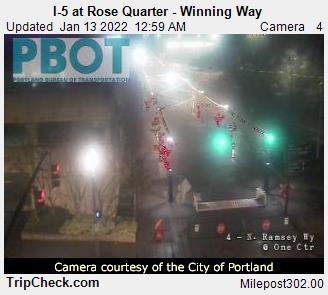 I-5 at Rose Quarter - Winning Way
Updated Jan 13 2022 12:59 AM Camera 4
PBOT
PORTLAND BUREAU OF TRANSPORTATION
4 - N. Ramsey Wy
@ One Ctr
Camera courtesy of the City of Portland
TripCheck.com Milepost302.00